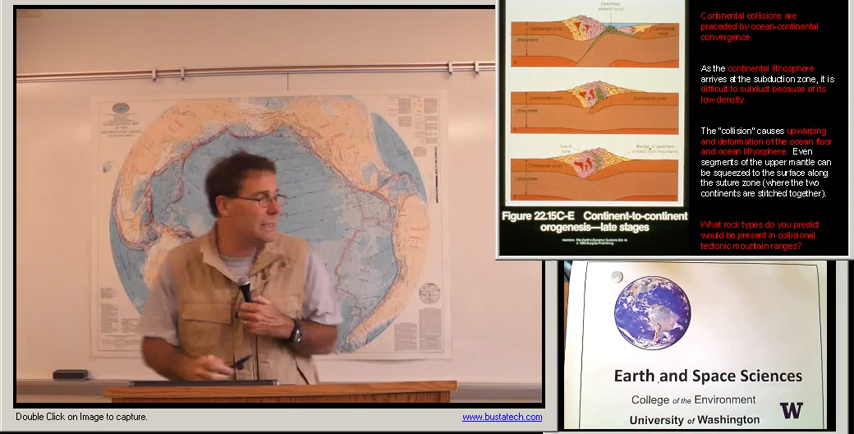 Continental collisions are
preceded by ocean-continental
convergence.
As the continental lithosphere
arrives at the subduction zone, it is
difficult to subduct because of its
low density.
The "collision" causes upwarping
and deformation of the ocean floor
and ocean lithosphere. Even
segments of the upper mantle can
be squeezed to the surface along
the suture zone (where the two
continents are stitched together).
What rock types do you predict
would be present in collisional
tectonic mountain ranges?
Figure 22.15C-E Continent-to-continent
orogenesis—late stages
Earth and Space Sciences
College of the Environment
University of Washington
W
Double Click on Image to capture.
www.bustatech.com